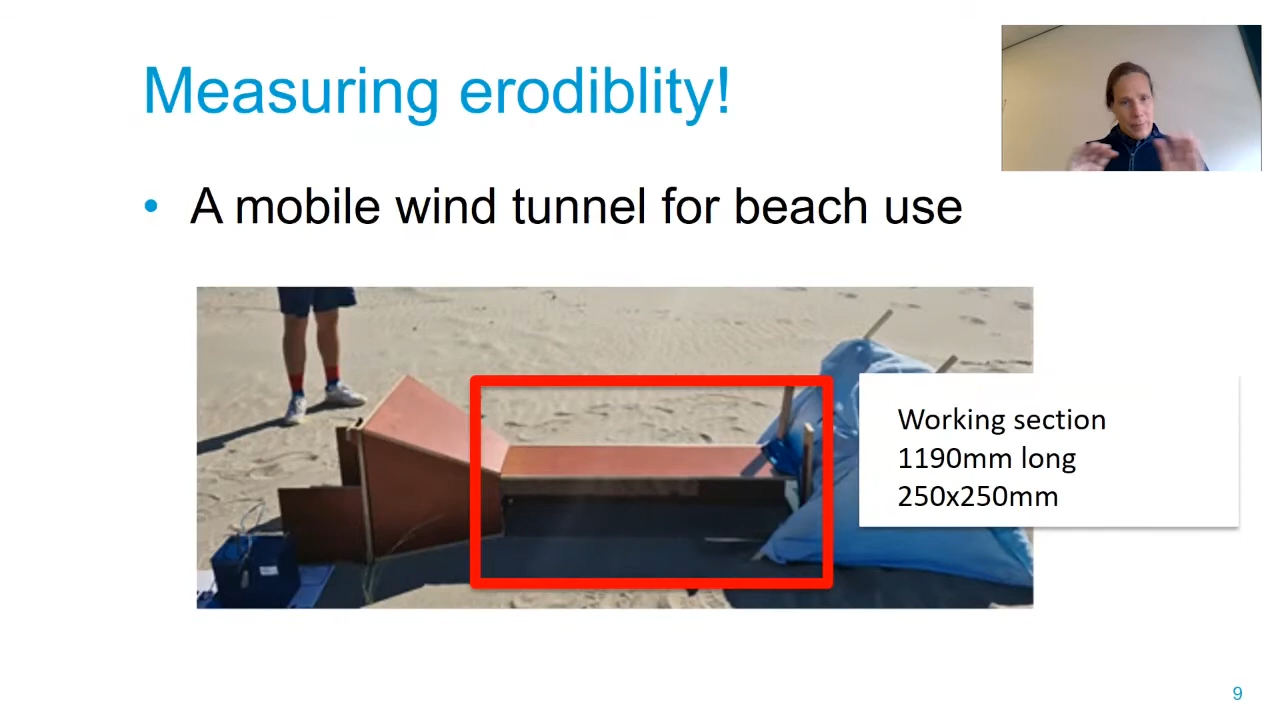 Measuring erodiblity!
• A mobile wind tunnel for beach use
Working section
1190mm long
250x250mm
9